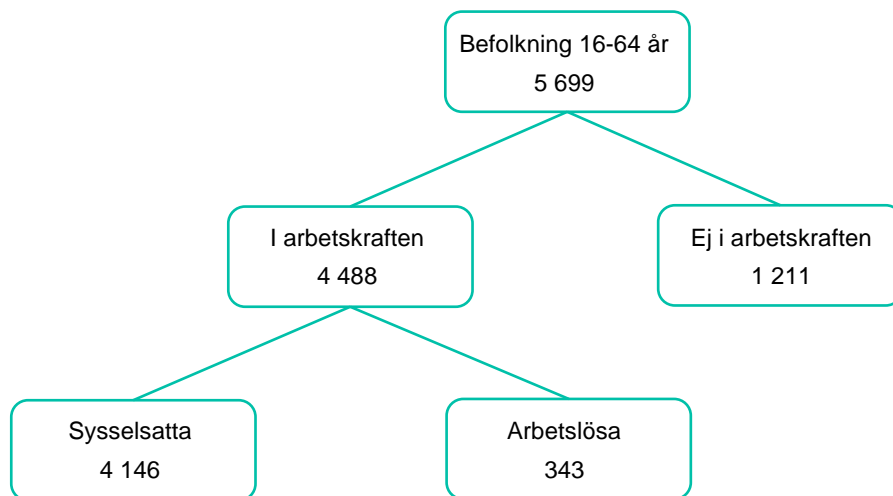 Befolkning 16-64 år
5 699
I arbetskraften
4 488
Ej i arbetskraften
1 211
Sysselsatta
4 146
Arbetslösa
343